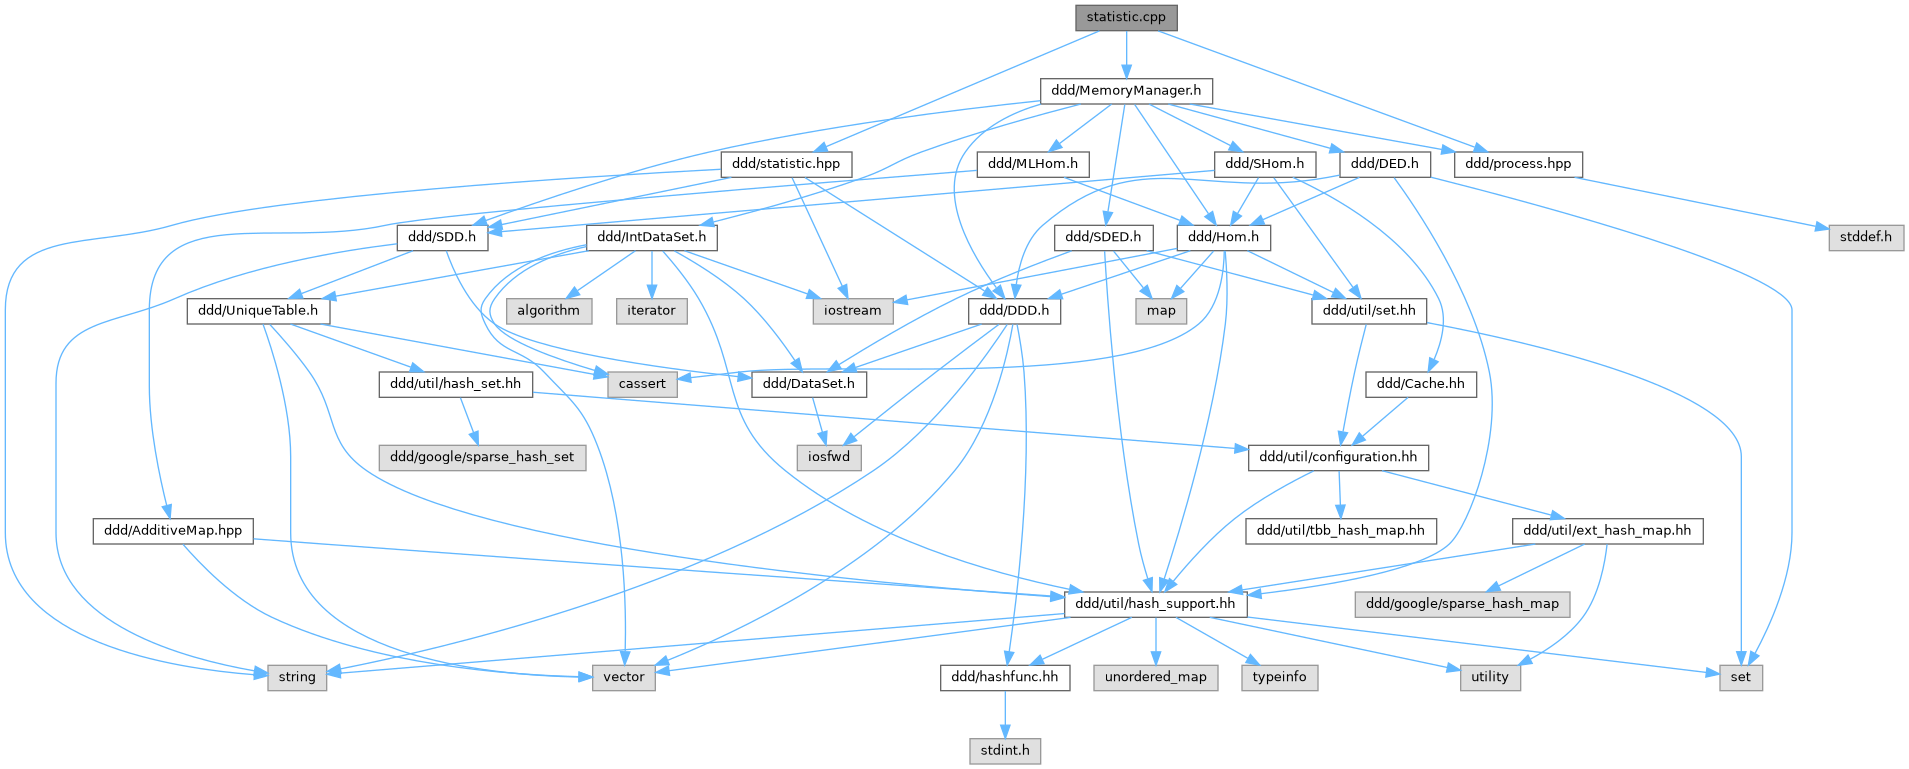 statistic.cpp
ddd/MemoryManager.h
ddd/statistic.hpp
ddd/MLHom.h
ddd/SHom.h
ddd/DED.h
ddd/process.hpp
ddd/SDD.h
ddd/IntDataSet.h
ddd/SDED.h
ddd/Hom.h
stddef.h
ddd/UniqueTable.h
algorithm
iterator
iostream
ddd/DDD.h
map
ddd/util/set.hh
ddd/util/hash_set.hh
cassert
ddd/DataSet.h
ddd/Cache.hh
ddd/google/sparse_hash_set
iosfwd
ddd/util/configuration.hh
ddd/AdditiveMap.hpp
ddd/util/tbb_hash_map.hh
ddd/util/ext_hash_map.hh
ddd/util/hash_support.hh
ddd/google/sparse_hash_map
string
vector
ddd/hashfunc.hh
unordered_map
typeinfo
utility
set
stdint.h